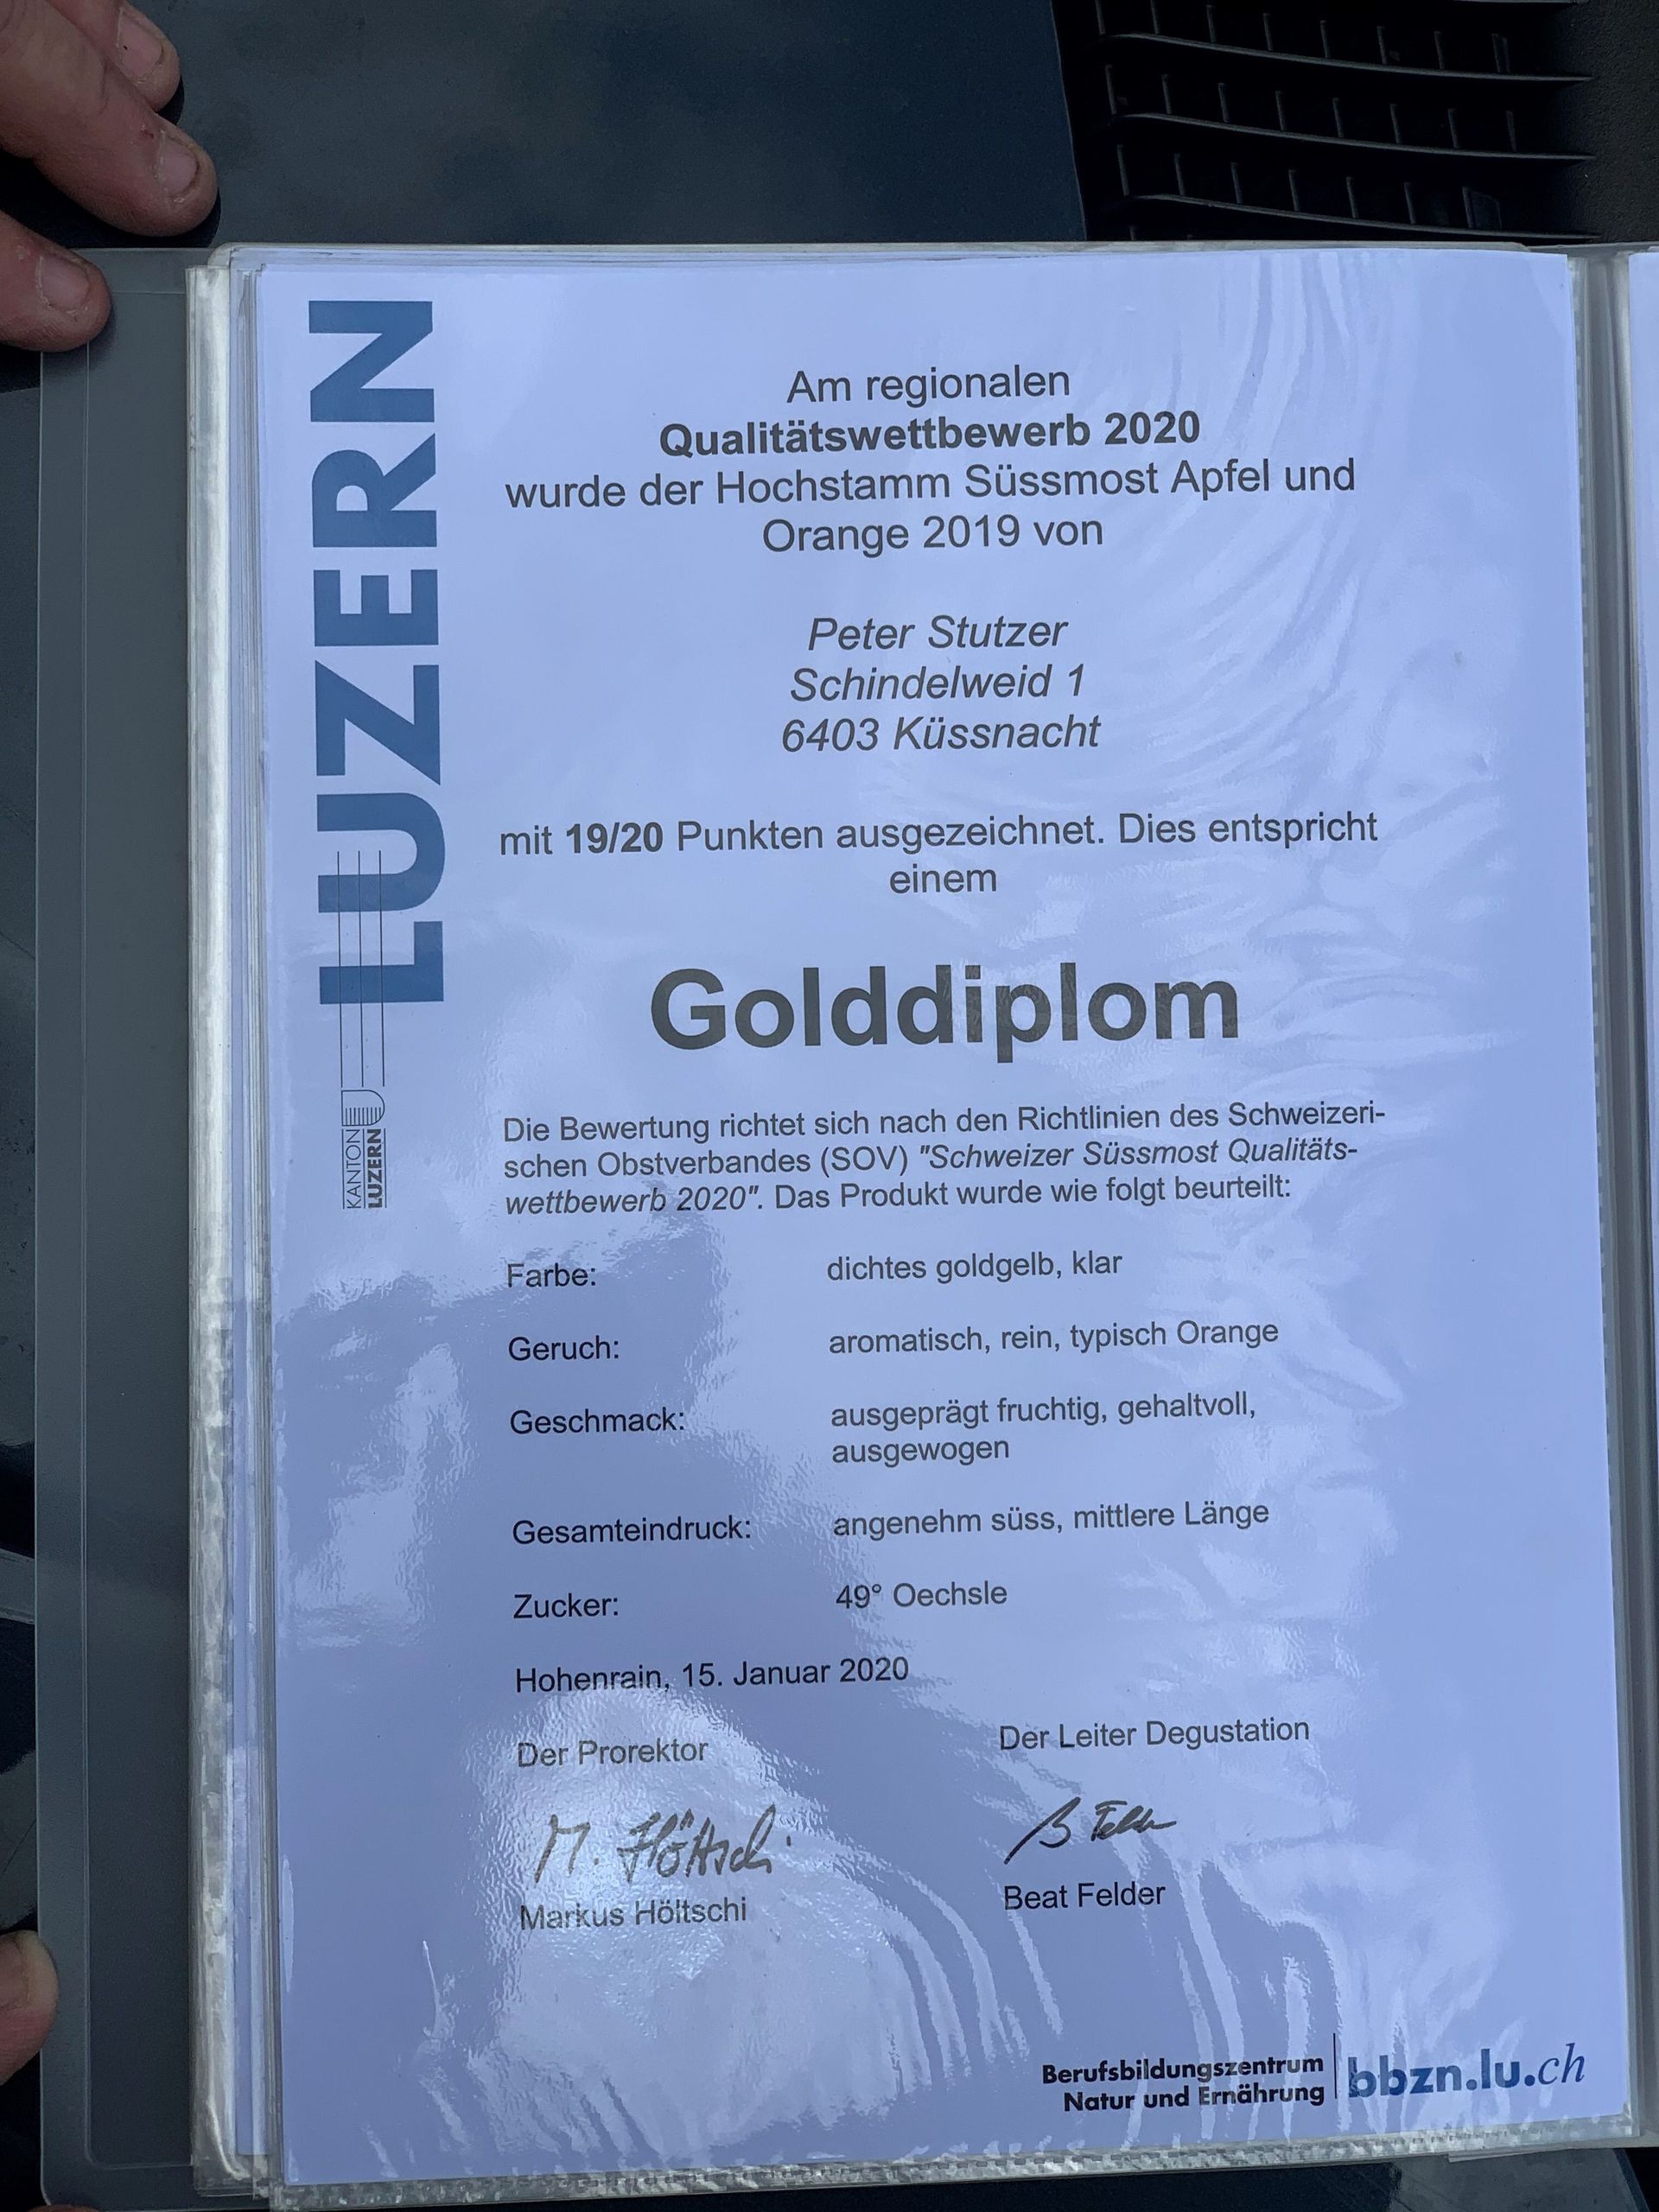 LUZERN
KANTON
LUZERN
Am regionalen
Qualitätswettbewerb 2020
wurde der Hochstamm Süssmost Apfel und
Orange 2019 von
Peter Stutzer
Schindelweid 1
6403 Küssnacht
mit 19/20 Punkten ausgezeichnet. Dies entspricht
einem
Golddiplom
Die Bewertung richtet sich nach den Richtlinien des Schweizeri-
schen Obstverbandes (SOV) "Schweizer Süssmost Qualitäts-
wettbewerb 2020". Das Produkt wurde wie folgt beurteilt:
Farbe: dichtes goldgelb, klar
Geruch: aromatisch, rein, typisch Orange
Geschmack: ausgeprägt fruchtig, gehaltvoll,
ausgewogen
Gesamteindruck: angenehm süss, mittlere Länge
Zucker: 49° Oechsle
Hohenrain, 15. Januar 2020
Der Prorektor Der Leiter Degustation
M. Höltschi B Felder
Markus Höltschi Beat Felder
Berufsbildungszentrum
Natur und Ernährung
bbzn.lu.ch